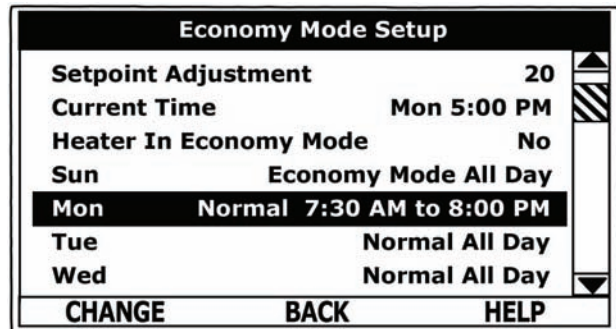 Economy Mode Setup
Setpoint Adjustment 20
Current Time Mon 5:00 PM
Heater In Economy Mode No
Sun Economy Mode All Day
Mon Normal 7:30 AM to 8:00 PM
Tue Normal All Day
Wed Normal All Day
CHANGE BACK HELP